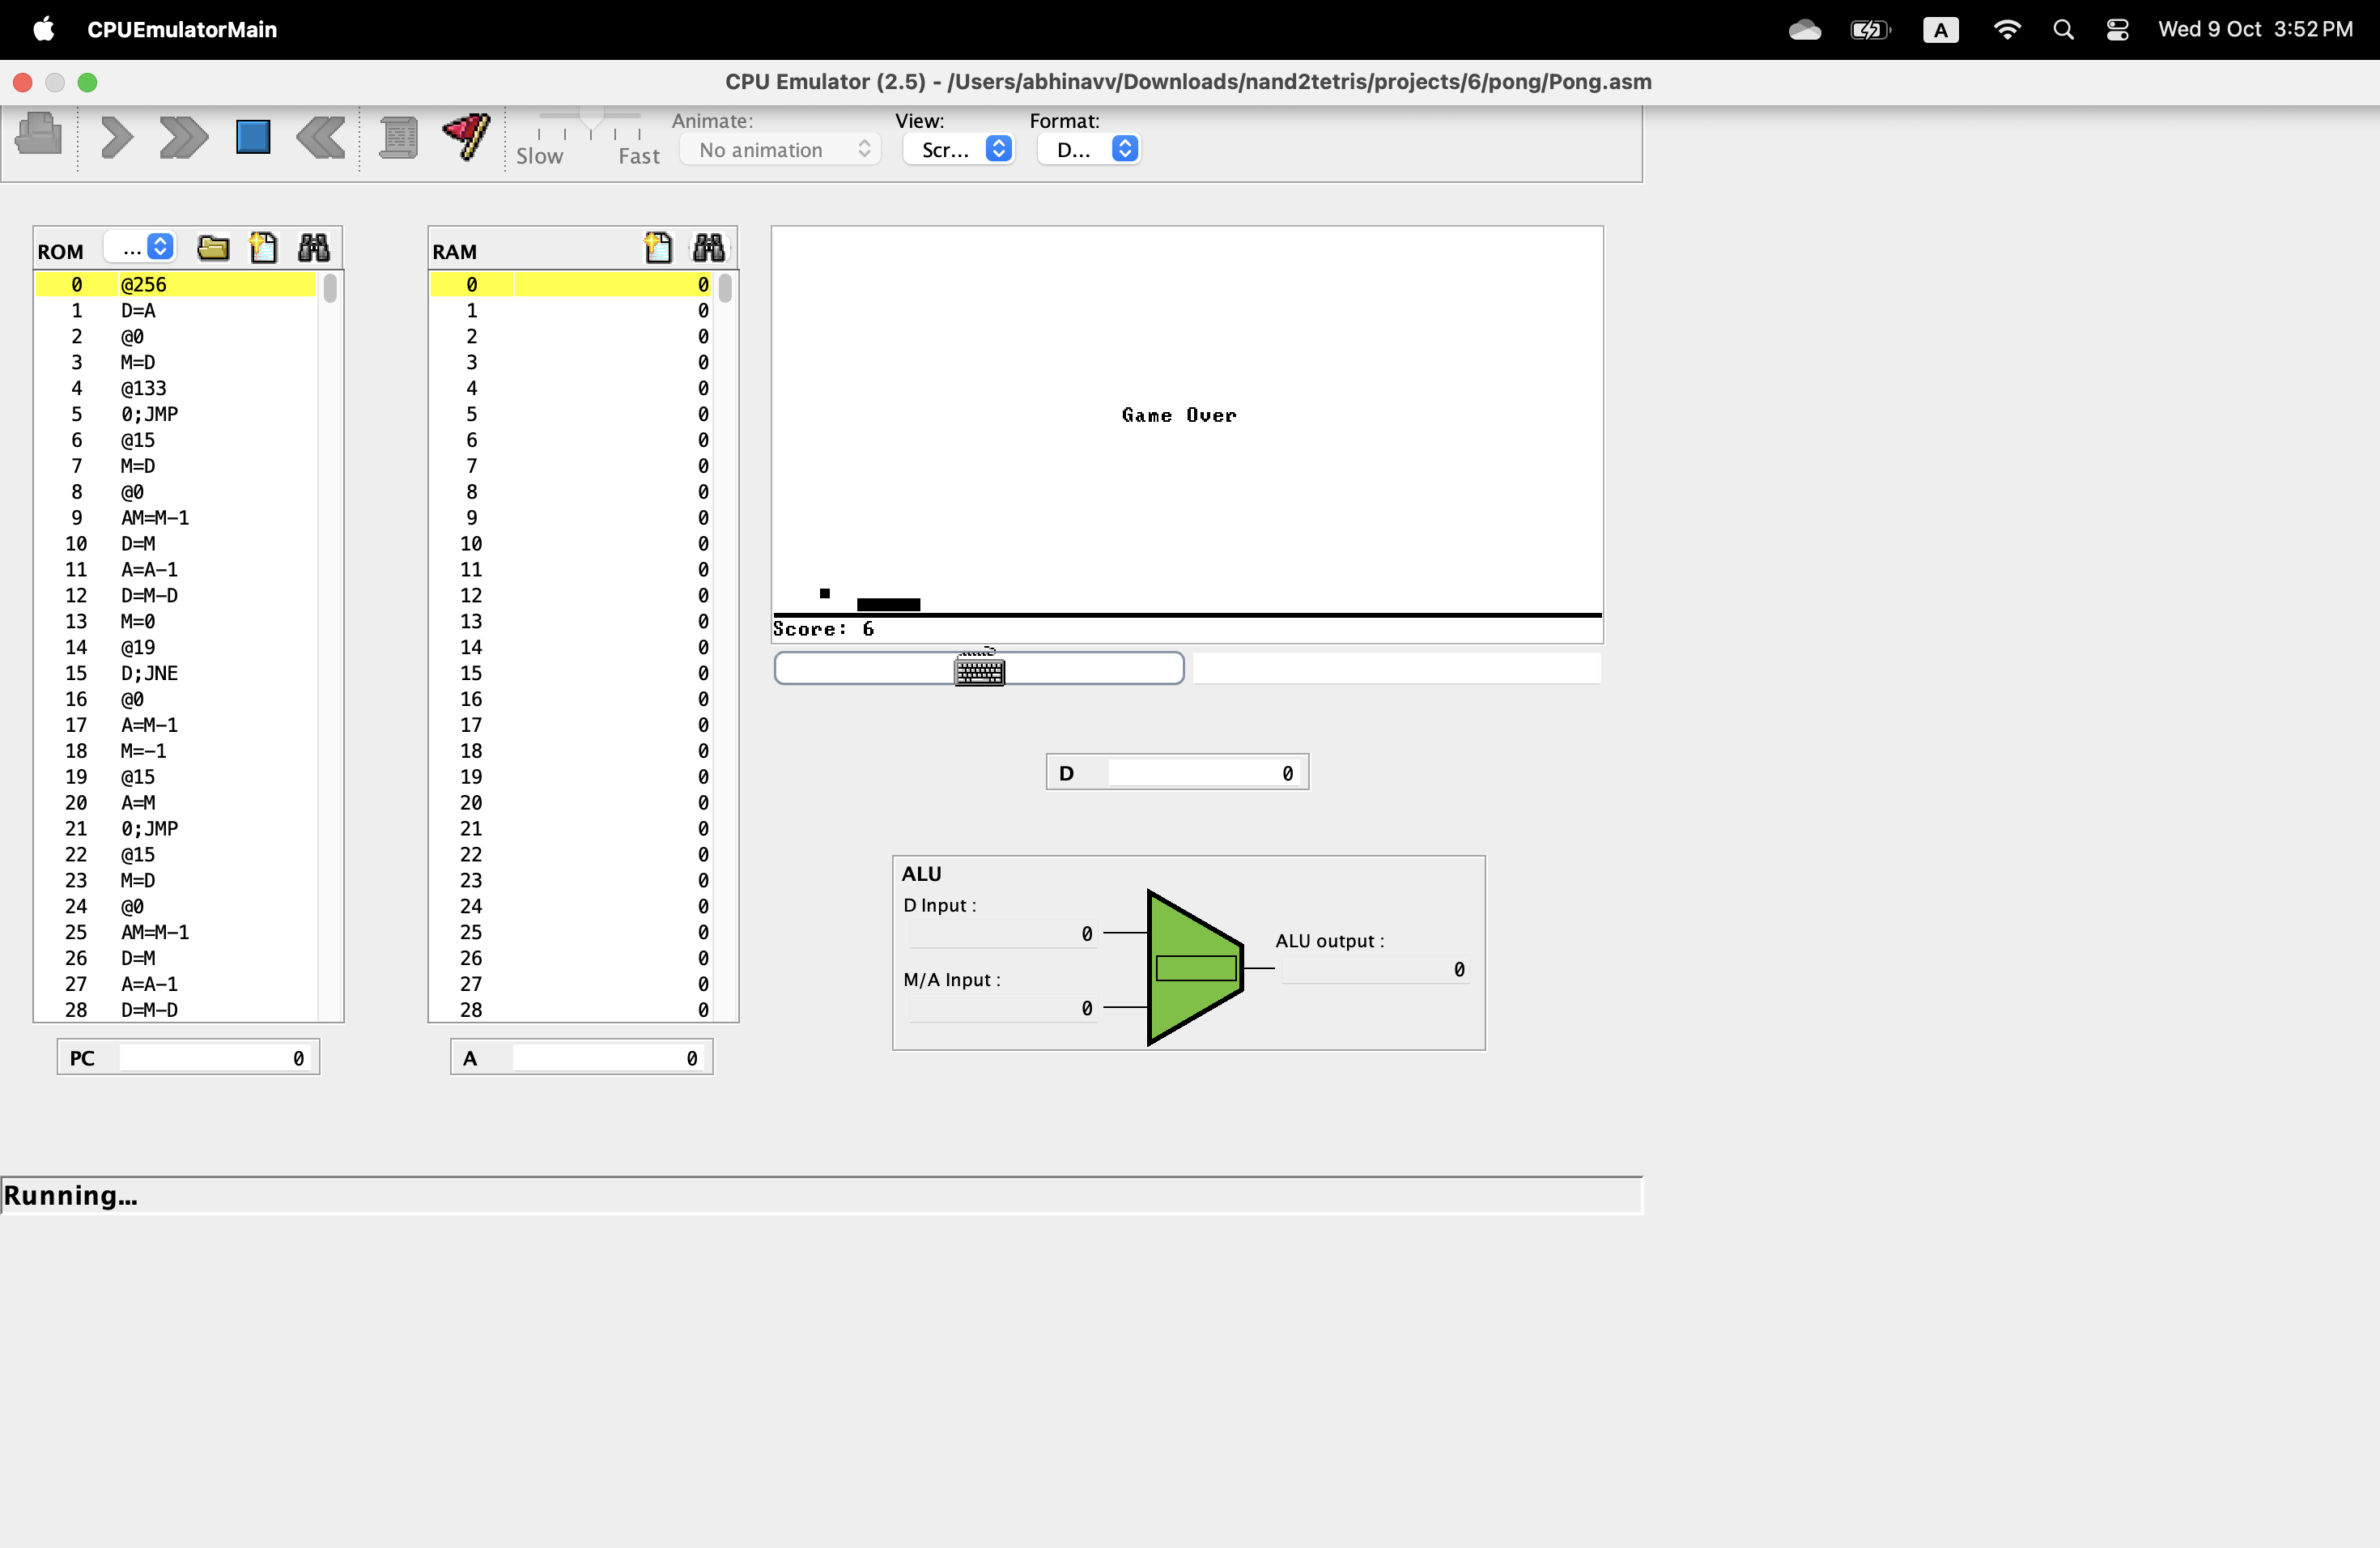 CPUEmulatorMain
A
Wed 9 Oct 3:52 PM
CPU Emulator (2.5) - /Users/abhinavv/Downloads/nand2tetris/projects/6/pong/Pong.asm
Slow
Fast
Animate:
No animation
View:
Scr...
Format:
D...
ROM
...
0 @256
1 D=A
2 @0
3 M=D
4 @133
5 0;JMP
6 @15
7 M=D
8 @0
9 AM=M-1
10 D=M
11 A=A-1
12 D=M-D
13 M=0
14 @19
15 D;JNE
16 @0
17 A=M-1
18 M=-1
19 @15
20 A=M
21 0;JMP
22 @15
23 M=D
24 @0
25 AM=M-1
26 D=M
27 A=A-1
28 D=M-D
PC 0
RAM
0 0
1 0
2 0
3 0
4 0
5 0
6 0
7 0
8 0
9 0
10 0
11 0
12 0
13 0
14 0
15 0
16 0
17 0
18 0
19 0
20 0
21 0
22 0
23 0
24 0
25 0
26 0
27 0
28 0
A 0
Game Over
Score: 6
D 0
ALU
D Input :
0
M/A Input :
0
ALU output :
0
Running...